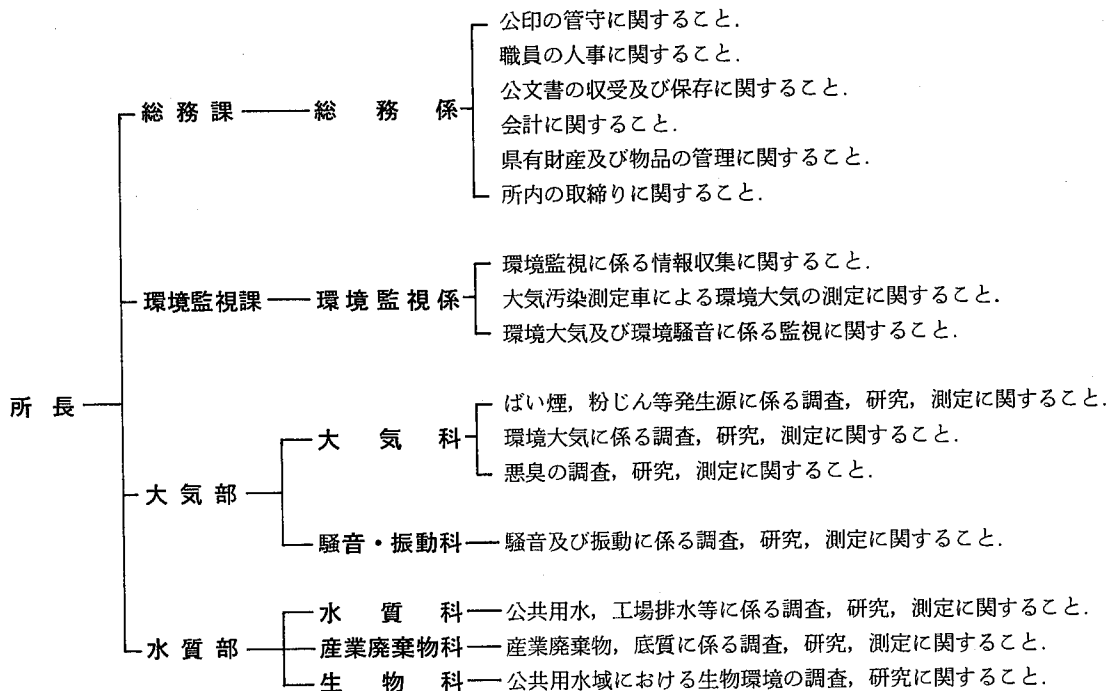 公印の管守に関すること.
職員の人事に関すること.
公文書の収受及び保存に関すること.
総務課 総務係
会計に関すること.
県有財産及び物品の管理に関すること.
所内の取締りに関すること.
環境監視に係る情報収集に関すること.
環境監視課 環境監視係 大気汚染測定車による環境大気の測定に関すること.
環境大気及び環境騒音に係る監視に関すること.
所長
ばい煙，粉じん等発生源に係る調査，研究，測定に関すること.
大気科 環境大気に係る調査，研究，測定に関すること.
悪臭の調査，研究，測定に関すること.
大気部
騒音・振動科 騒音及び振動に係る調査，研究，測定に関すること.
水質科 公共用水，工場排水等に係る調査，研究，測定に関すること.
水質部 産業廃棄物科 産業廃棄物，底質に係る調査，研究，測定に関すること.
生物科 公共用水域における生物環境の調査，研究に関すること.